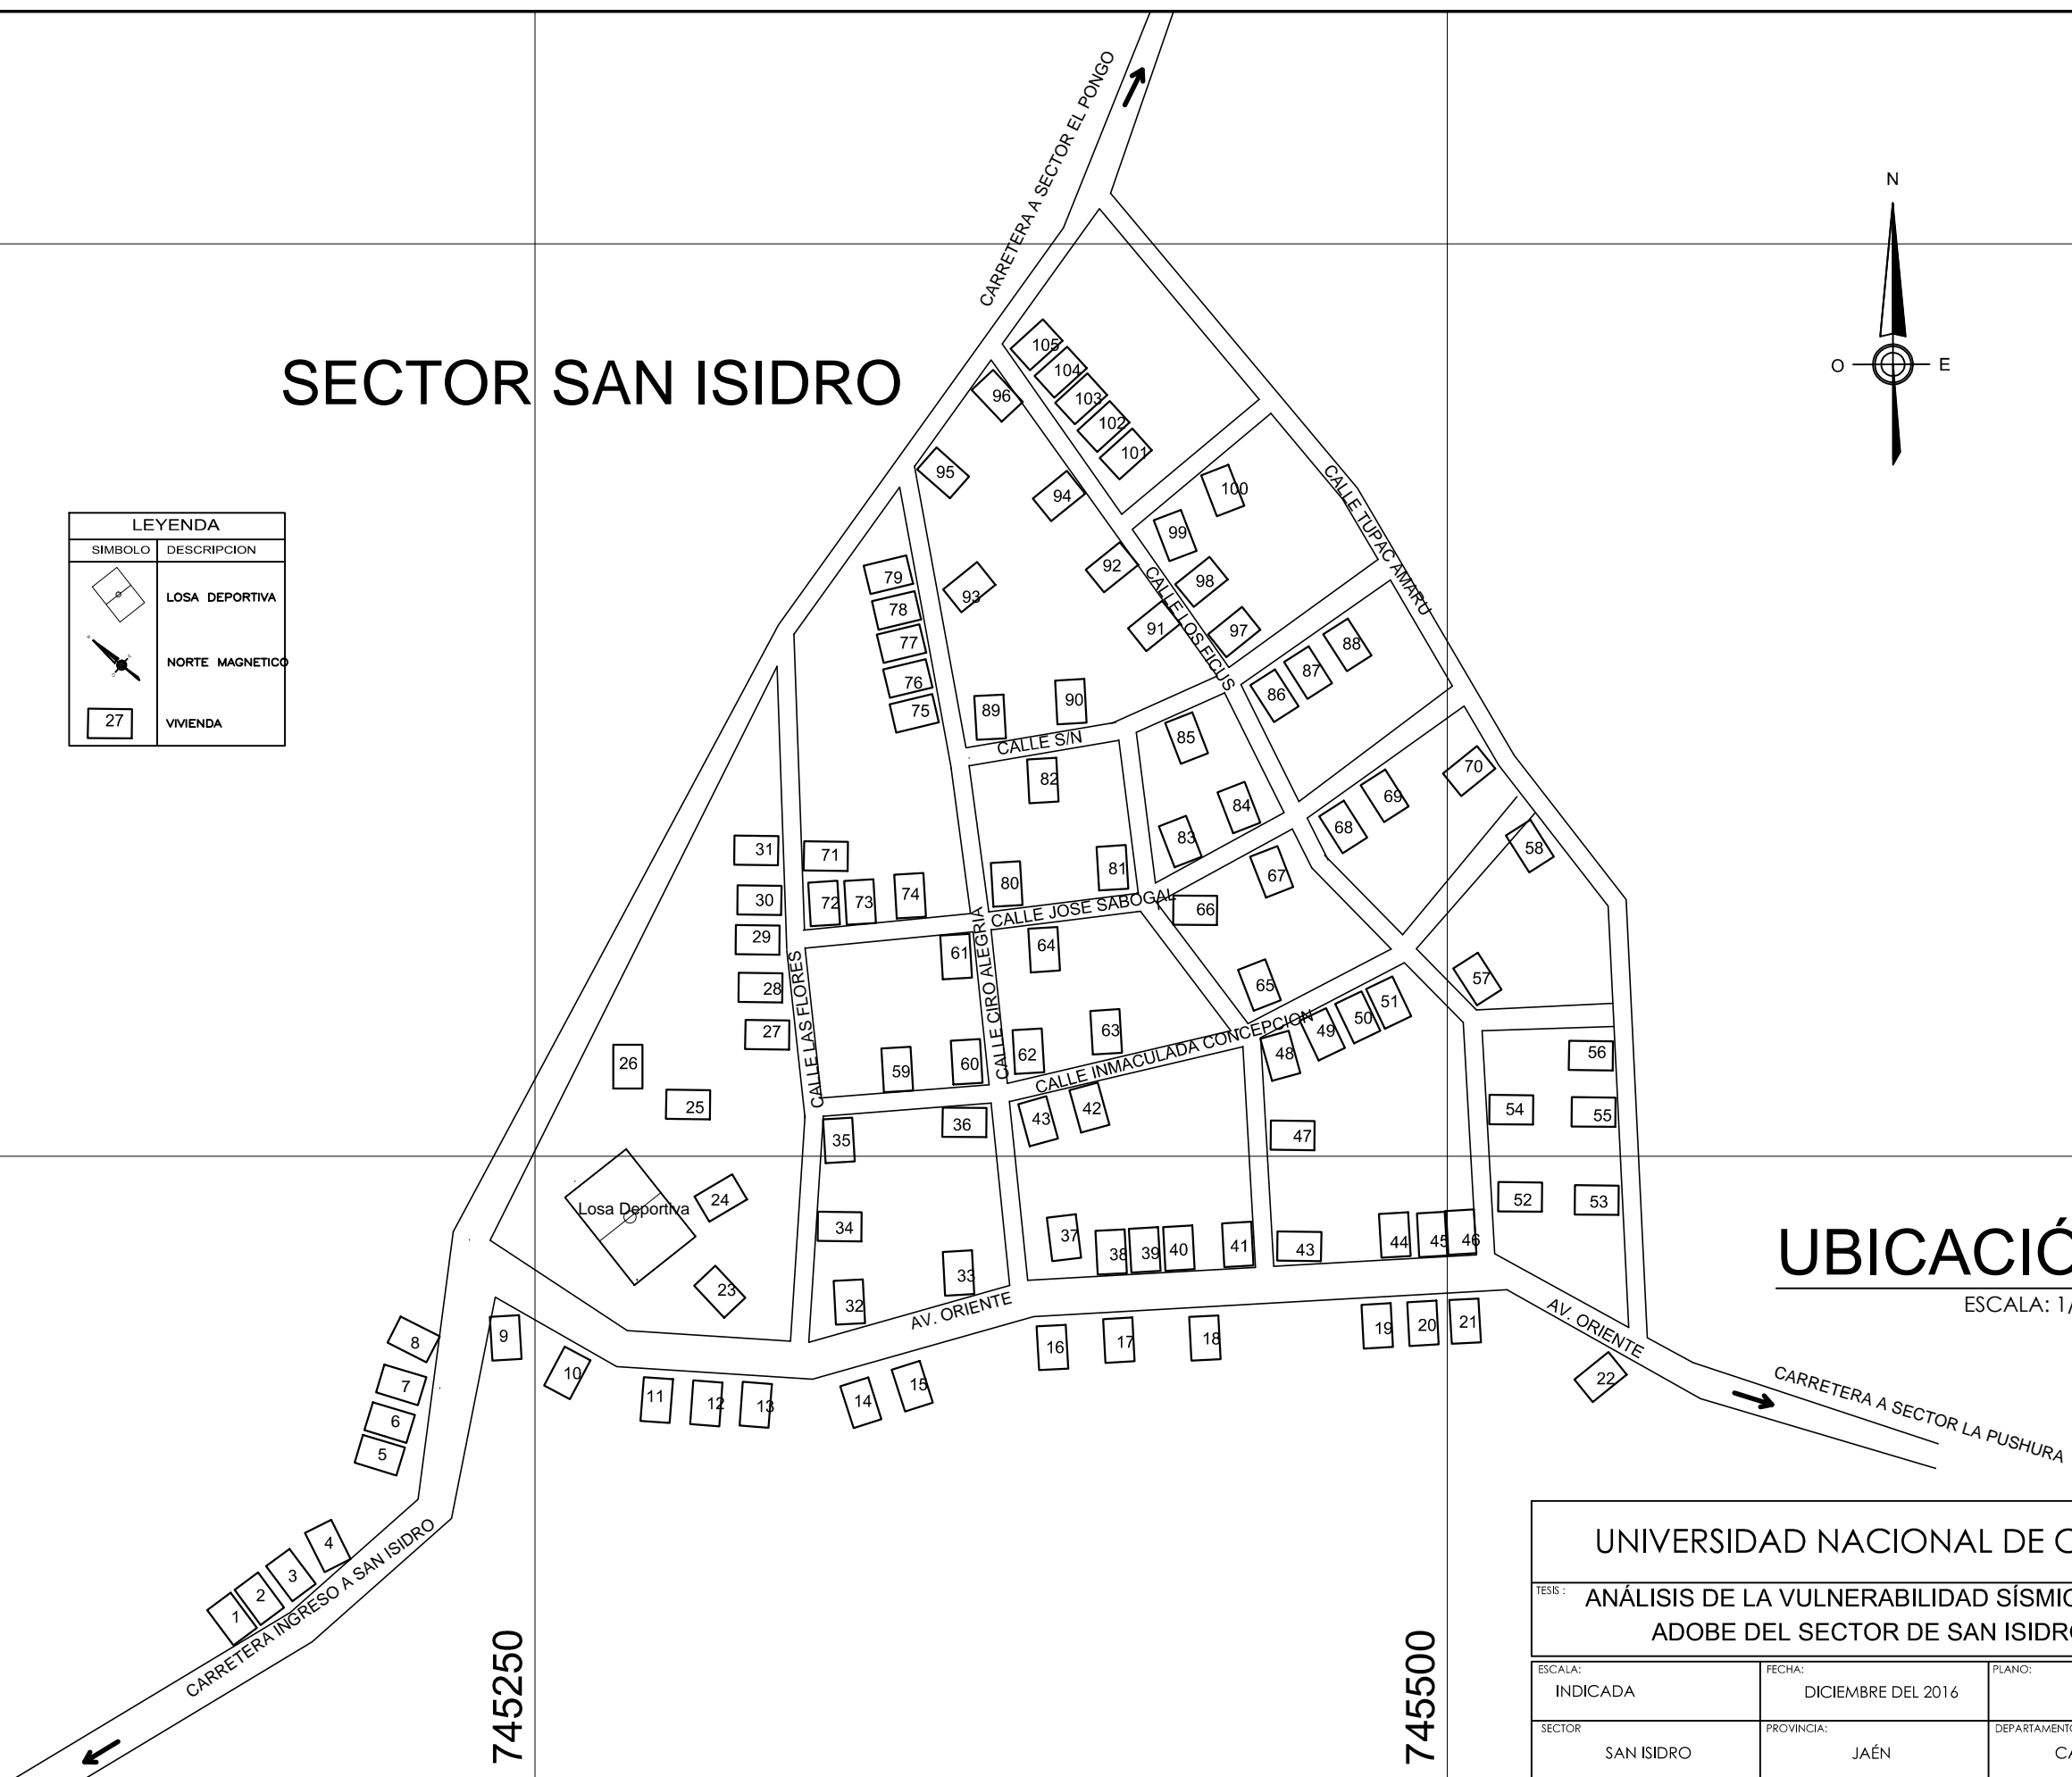 CARRETERA A SECTOR EL PONGO
N
O
E
SECTOR SAN ISIDRO
LEYENDA
SIMBOLO
DESCRIPCION
LOSA DEPORTIVA
NORTE MAGNETICO
27
VIVIENDA
105
104
103
102
101
96
95
94
100
99
98
97
92
91
93
CALLE TUPAC AMARU
CALLE LOS FICUS
79
78
77
76
75
89
90
88
87
86
85
84
83
82
81
80
CALLE S/N
70
69
68
67
66
65
58
57
31
30
29
28
27
26
25
71
72
73
74
CALLE JOSE SABOGAL
61
64
CALLE CIRO ALEGRIA
CALLE LAS FLORES
59
60
62
63
CALLE INMACULADA CONCEPCION
48
49
50
51
56
54
55
52
53
35
36
43
42
47
Losa Deportiva
24
23
34
33
32
37
38
39
40
41
43
44
45
46
AV. ORIENTE
AV. ORIENTE
UBICACIÓ
ESCALA: 1/
8
7
6
5
9
10
11
12
13
14
15
16
17
18
19
20
21
22
CARRETERA A SECTOR LA PUSHURA
4
3
2
1
CARRETERA INGRESO A SAN ISIDRO
745250
745500
UNIVERSIDAD NACIONAL DE C
TESIS :
ANÁLISIS DE LA VULNERABILIDAD SÍSMIC
ADOBE DEL SECTOR DE SAN ISIDR
ESCALA:
INDICADA
FECHA:
DICIEMBRE DEL 2016
PLANO:
SECTOR
SAN ISIDRO
PROVINCIA:
JAÉN
DEPARTAMENT
CA